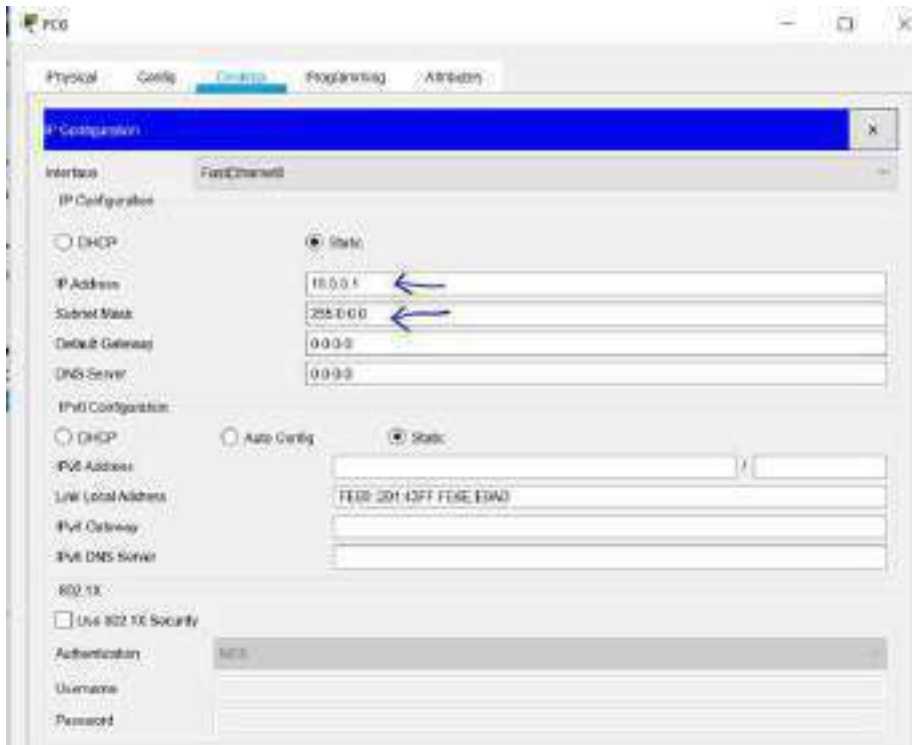 PC0
Physical Config Desktop Programming Attributes
IP Configuration X
Interface FastEthernet0
IP Configuration
DHCP Static
IP Address 10.0.0.1
Subnet Mask 255.0.0.0
Default Gateway 0.0.0.0
DNS Server 0.0.0.0
IPv6 Configuration
DHCP Auto Config Static
IPv6 Address /
Link Local Address
IPv6 Gateway
IPv6 DNS Server
802.1X
Use 802.1X Security
Authentication MD5
Username
Password